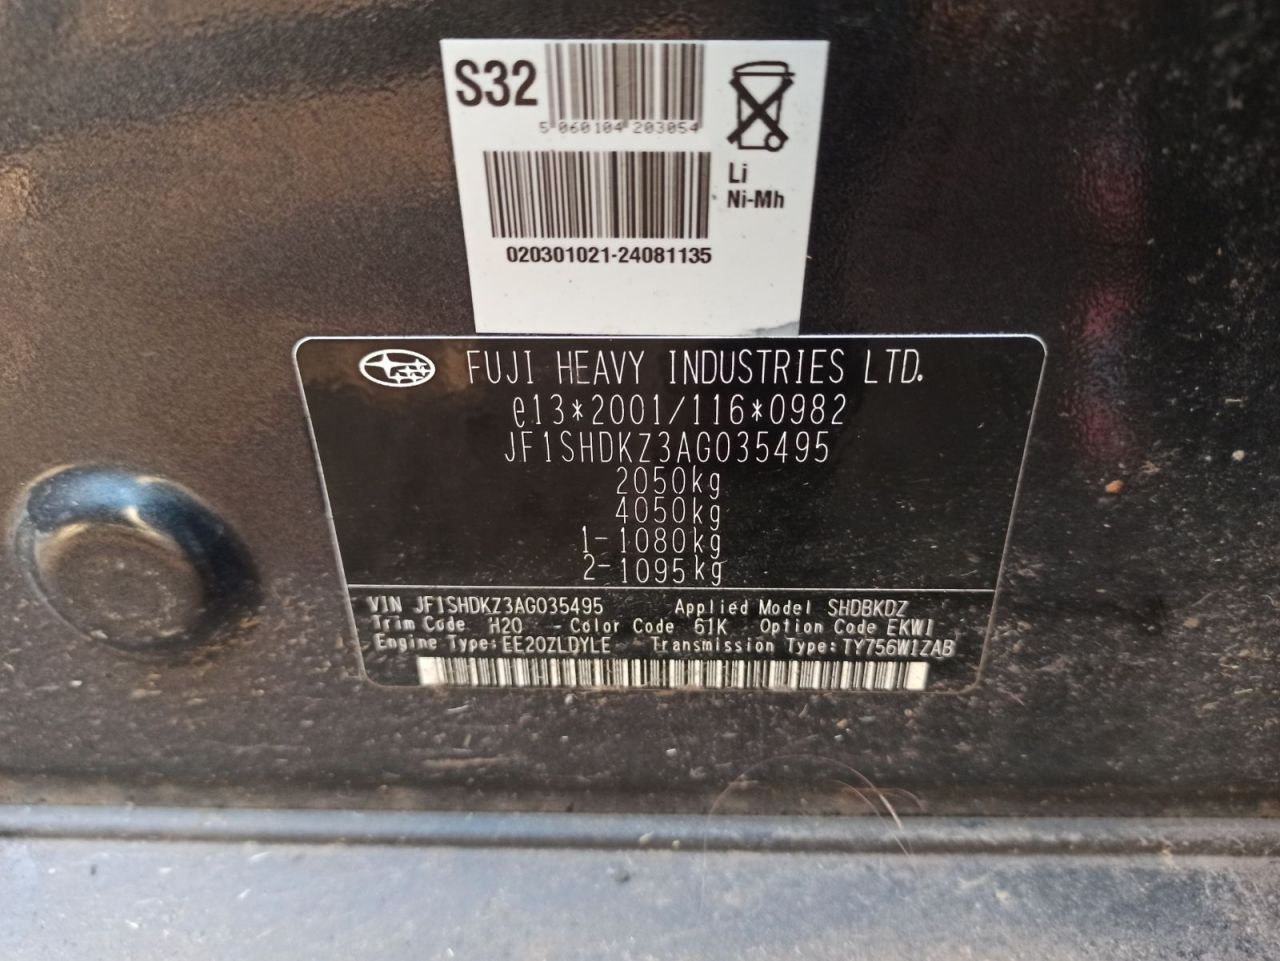 S32
5 060104 203054
Li
Ni-Mh
020301021-24081135
FUJI HEAVY INDUSTRIES LTD.
e13*2001/116*0982
JF1SHDKZ3AG035495
2050kg
4050kg
1-1080kg
2-1095kg
VIN JF1SHDKZ3AG035495 Applied Model SHDBKDZ
Trim Code H20 Color Code 61K Option Code EKWI
Engine Type: EE20ZLDYLE Transmission Type: TY756W1ZAB